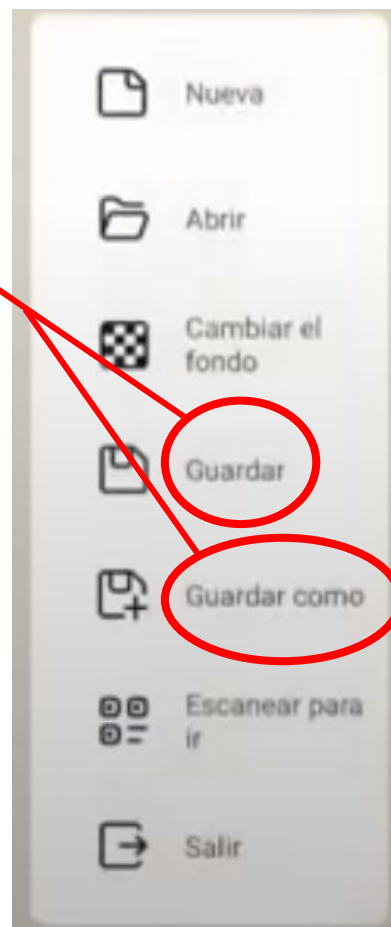 Nueva
Abrir
Cambiar el
fondo
Guardar
Guardar como
Escanear para
ir
Salir